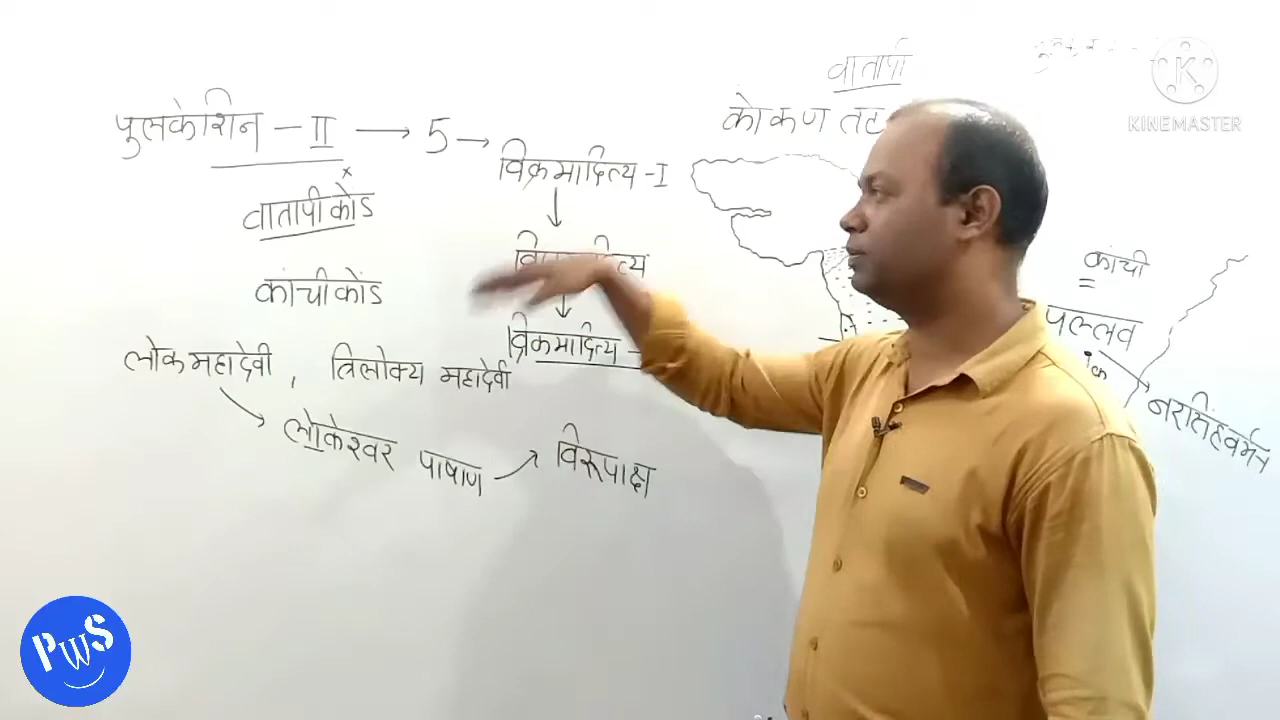 वातापी
KINEMASTER
पुलकेशिन - II → 5 → विक्रमादित्य - I
कोंकण तट
वातापीकोंड
कांचीकोंड
कांची
पल्लव
विक्रमादित्य -
लोकमहादेवी , त्रिलोक्य महादेवी
नरसिंहवर्मन
लोकेश्वर पाषाण → विरूपाक्ष
PWS